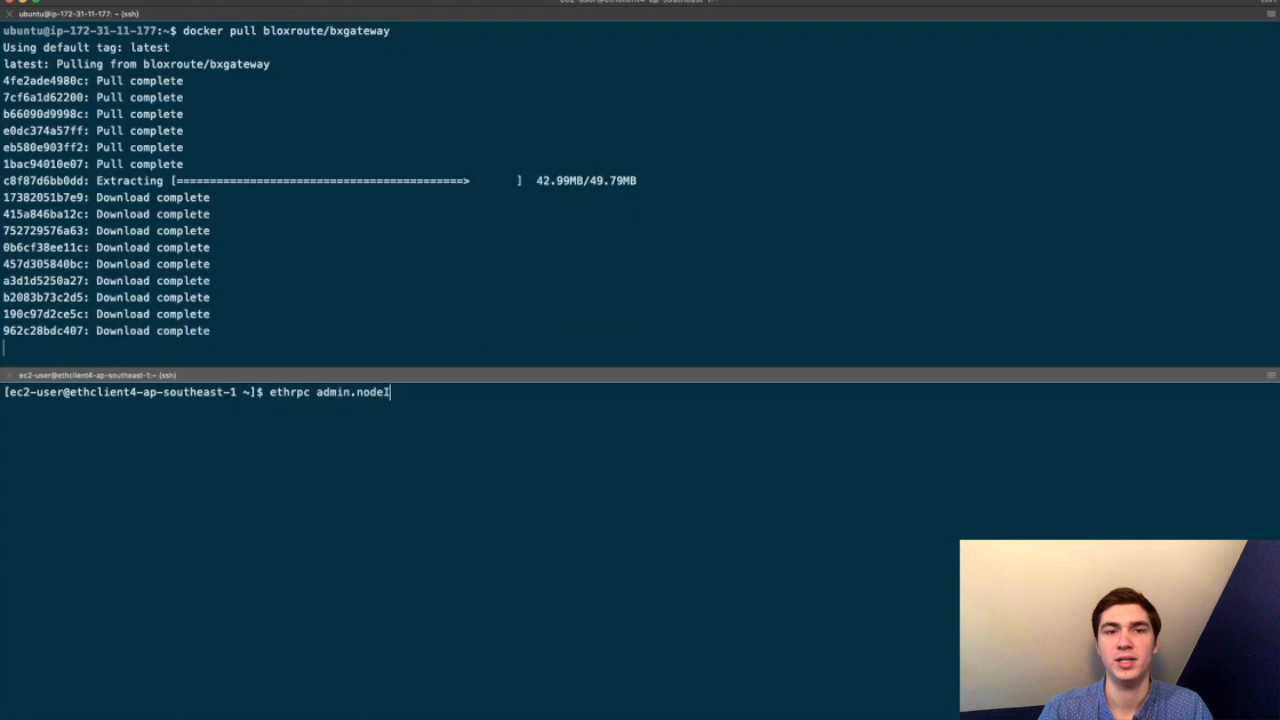 ubuntu@ip-172-31-11-177: ~ (ssh)
ubuntu@ip-172-31-11-177:~$ docker pull bloxroute/bxgateway
Using default tag: latest
latest: Pulling from bloxroute/bxgateway
4fe2ade4980c: Pull complete
7cf6a1d62200: Pull complete
b66090d9998c: Pull complete
e0dc374a57ff: Pull complete
eb580e903ff2: Pull complete
1bac94010e07: Pull complete
c8f87d6bb0dd: Extracting [===========================================>       ]  42.99MB/49.79MB
17382051b7e9: Download complete
415a846ba12c: Download complete
752729576a63: Download complete
0b6cf38ee11c: Download complete
457d305840bc: Download complete
a3d1d5250a27: Download complete
b2083b73c2d5: Download complete
190c97d2ce5c: Download complete
962c28bdc407: Download complete
ec2-user@ethclient4-ap-southeast-1:~ (ssh)
[ec2-user@ethclient4-ap-southeast-1 ~]$ ethrpc admin.nodeI